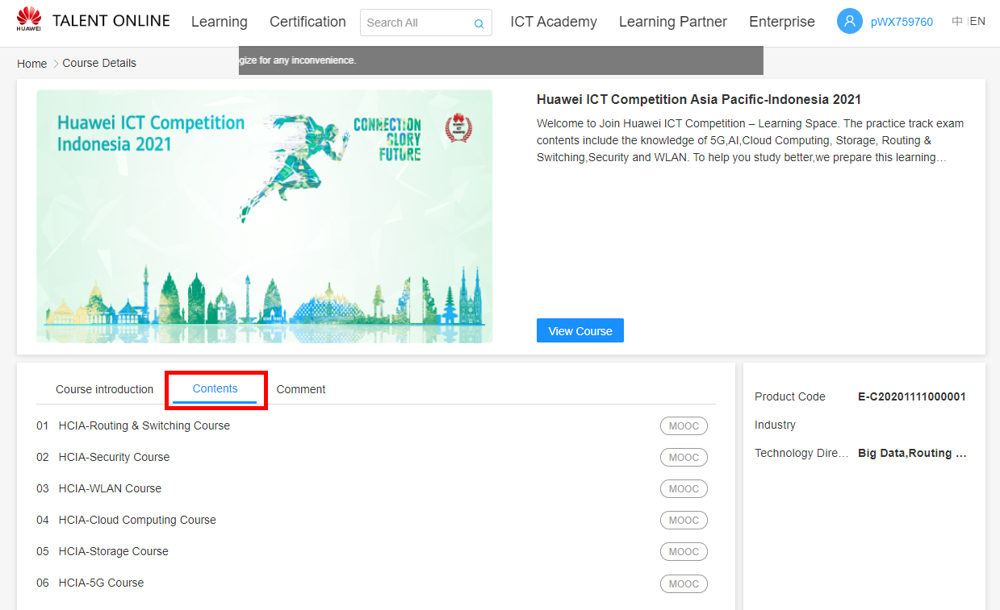 HUAWEI TALENT ONLINE Learning Certification Search All ICT Academy Learning Partner Enterprise pWX759760 中 EN
Home > Course Details
gize for any inconvenience.
Huawei ICT Competition
Indonesia 2021
CONNECTION
GLORY
FUTURE
Huawei ICT Competition Asia Pacific-Indonesia 2021
Welcome to Join Huawei ICT Competition – Learning Space. The practice track exam
contents include the knowledge of 5G,AI,Cloud Computing, Storage, Routing &
Switching,Security and WLAN. To help you study better,we prepare this learning…
View Course
Course introduction Contents Comment
01 HCIA-Routing & Switching Course MOOC
02 HCIA-Security Course MOOC
03 HCIA-WLAN Course MOOC
04 HCIA-Cloud Computing Course MOOC
05 HCIA-Storage Course MOOC
06 HCIA-5G Course MOOC
Product Code E-C20201111000001
Industry
Technology Dire… Big Data,Routing …